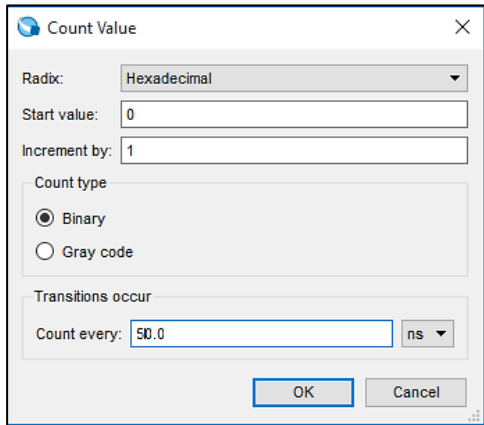 Count Value
Radix: Hexadecimal
Start value: 0
Increment by: 1
Count type
Binary
Gray code
Transitions occur
Count every: 50.0 ns
OK Cancel